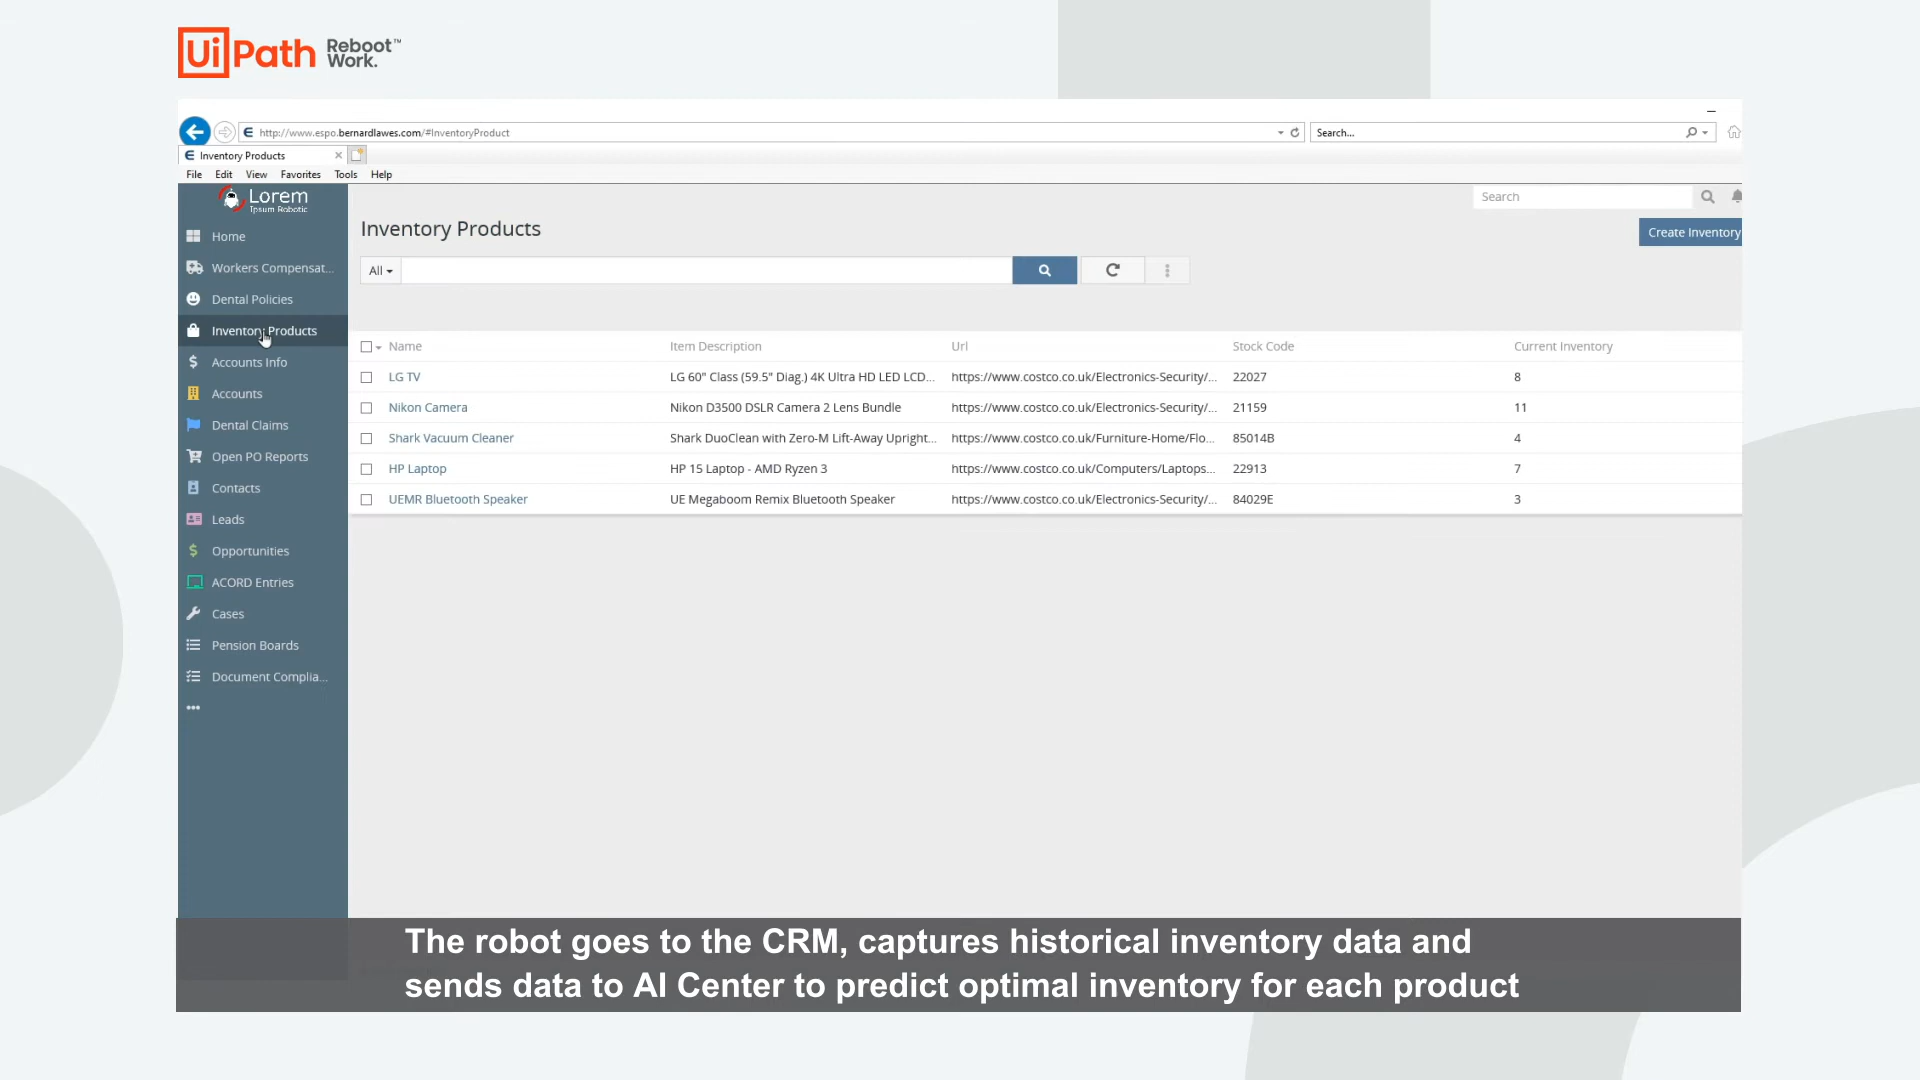 UiPath Reboot Work.™
http://www.espo.bernardlawes.com/#InventoryProduct
Search...
Inventory Products
File Edit View Favorites Tools Help
Lorem
Ipsum Robotic
Search
Home
Workers Compensat...
Dental Policies
Inventory Products
Accounts Info
Accounts
Dental Claims
Open PO Reports
Contacts
Leads
Opportunities
ACORD Entries
Cases
Pension Boards
Document Complia...
Inventory Products
Create Inventory
All
Name Item Description Url Stock Code Current Inventory
LG TV LG 60" Class (59.5" Diag.) 4K Ultra HD LED LCD... https://www.costco.co.uk/Electronics-Security/... 22027 8
Nikon Camera Nikon D3500 DSLR Camera 2 Lens Bundle https://www.costco.co.uk/Electronics-Security/... 21159 11
Shark Vacuum Cleaner Shark DuoClean with Zero-M Lift-Away Upright... https://www.costco.co.uk/Furniture-Home/Flo... 85014B 4
HP Laptop HP 15 Laptop - AMD Ryzen 3 https://www.costco.co.uk/Computers/Laptops... 22913 7
UEMR Bluetooth Speaker UE Megaboom Remix Bluetooth Speaker https://www.costco.co.uk/Electronics-Security/... 84029E 3
The robot goes to the CRM, captures historical inventory data and
sends data to AI Center to predict optimal inventory for each product